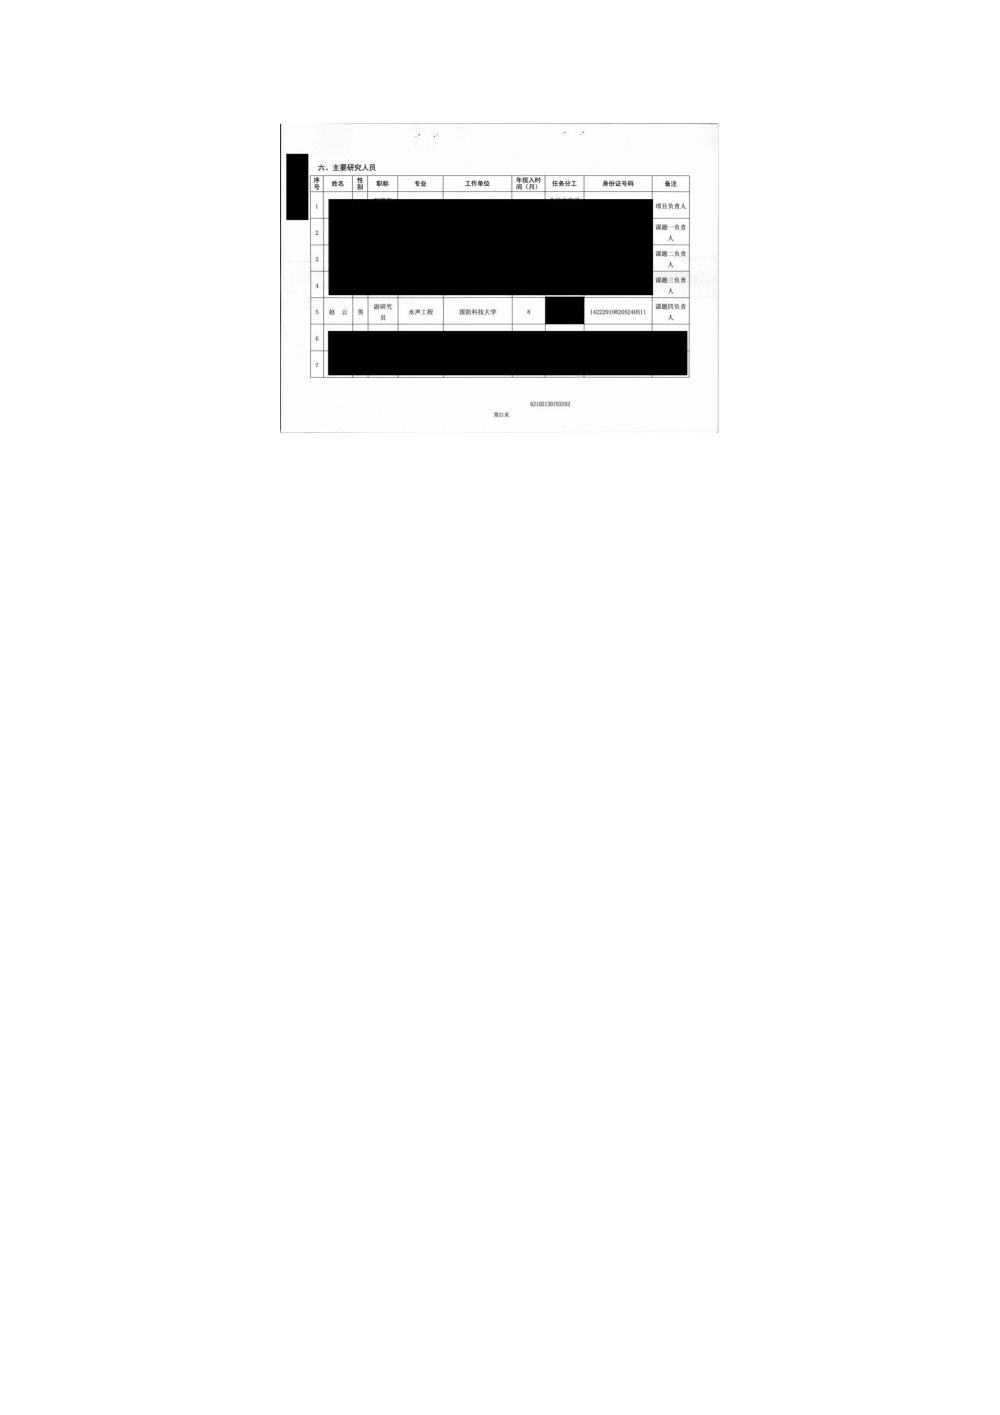 六、主要研究人员
序号 姓名 性别 职称 专业 工作单位 年投入时间（月） 任务分工 身份证号码 备注
1 项目负责人
2 课题一负责人
3 课题二负责人
4 课题三负责人
5 赵 云 男 副研究员 水声工程 国防科技大学 8 142229198205240511 课题四负责人
6
7
62102130703202
第21页